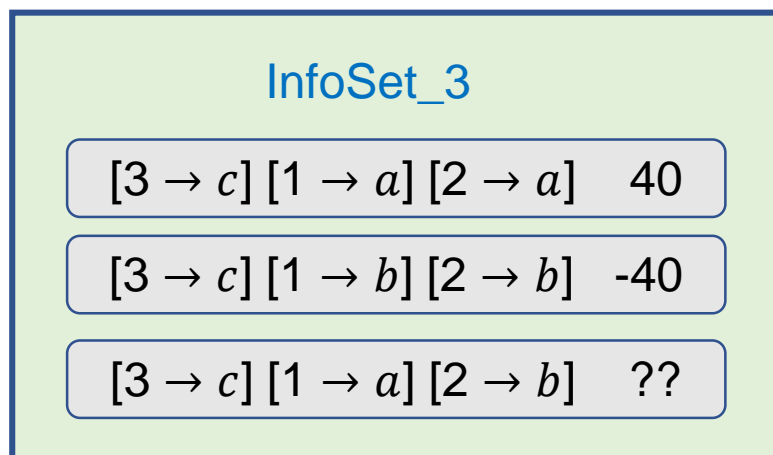 InfoSet_3
[3 → c] [1 → a] [2 → a] 40
[3 → c] [1 → b] [2 → b] -40
[3 → c] [1 → a] [2 → b] ??